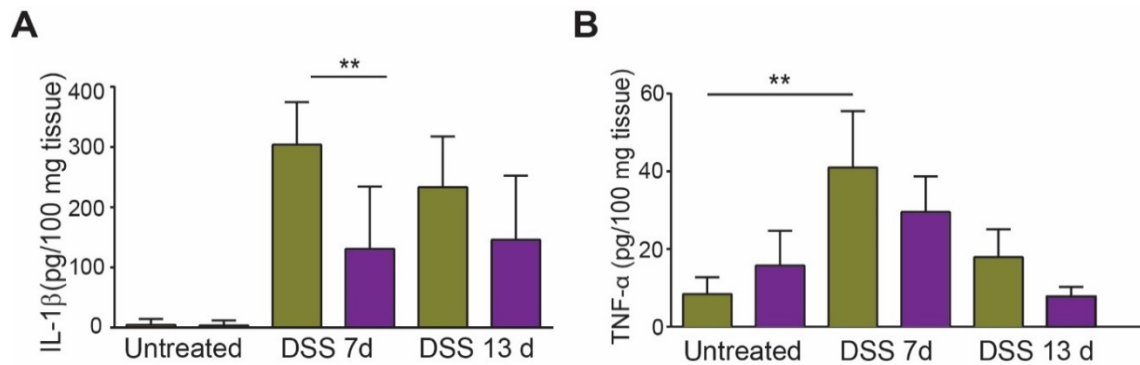 A
IL-1β(pg/100 mg tissue)
400
300
200
100
0
**
Untreated
DSS 7d
DSS 13 d
B
TNF-α (pg/100 mg tissue)
60
40
20
0
**
Untreated
DSS 7d
DSS 13 d